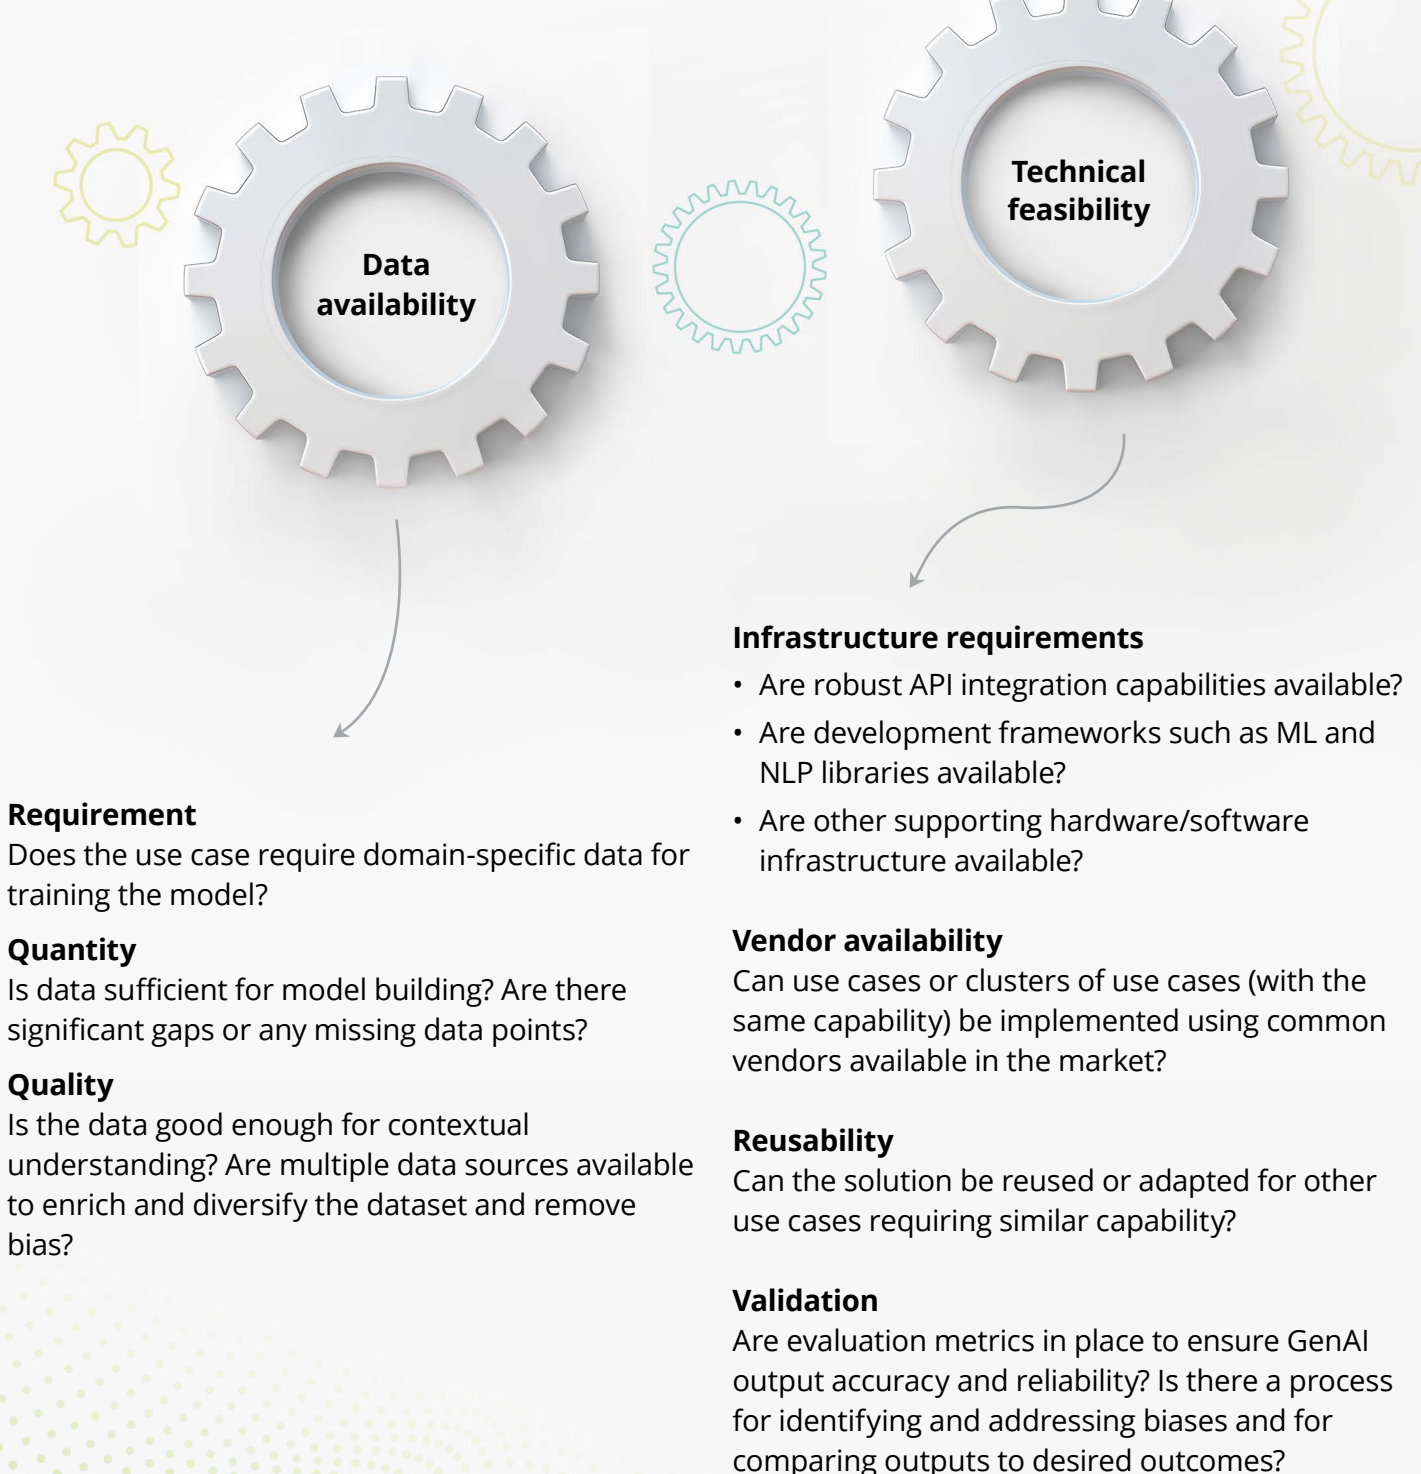 Data
availability
Requirement
Does the use case require domain-specific data for
training the model?
Quantity
Is data sufficient for model building? Are there
significant gaps or any missing data points?
Quality
Is the data good enough for contextual
understanding? Are multiple data sources available
to enrich and diversify the dataset and remove
bias?
Technical
feasibility
Infrastructure requirements
• Are robust API integration capabilities available?
• Are development frameworks such as ML and
NLP libraries available?
• Are other supporting hardware/software
infrastructure available?
Vendor availability
Can use cases or clusters of use cases (with the
same capability) be implemented using common
vendors available in the market?
Reusability
Can the solution be reused or adapted for other
use cases requiring similar capability?
Validation
Are evaluation metrics in place to ensure GenAI
output accuracy and reliability? Is there a process
for identifying and addressing biases and for
comparing outputs to desired outcomes?